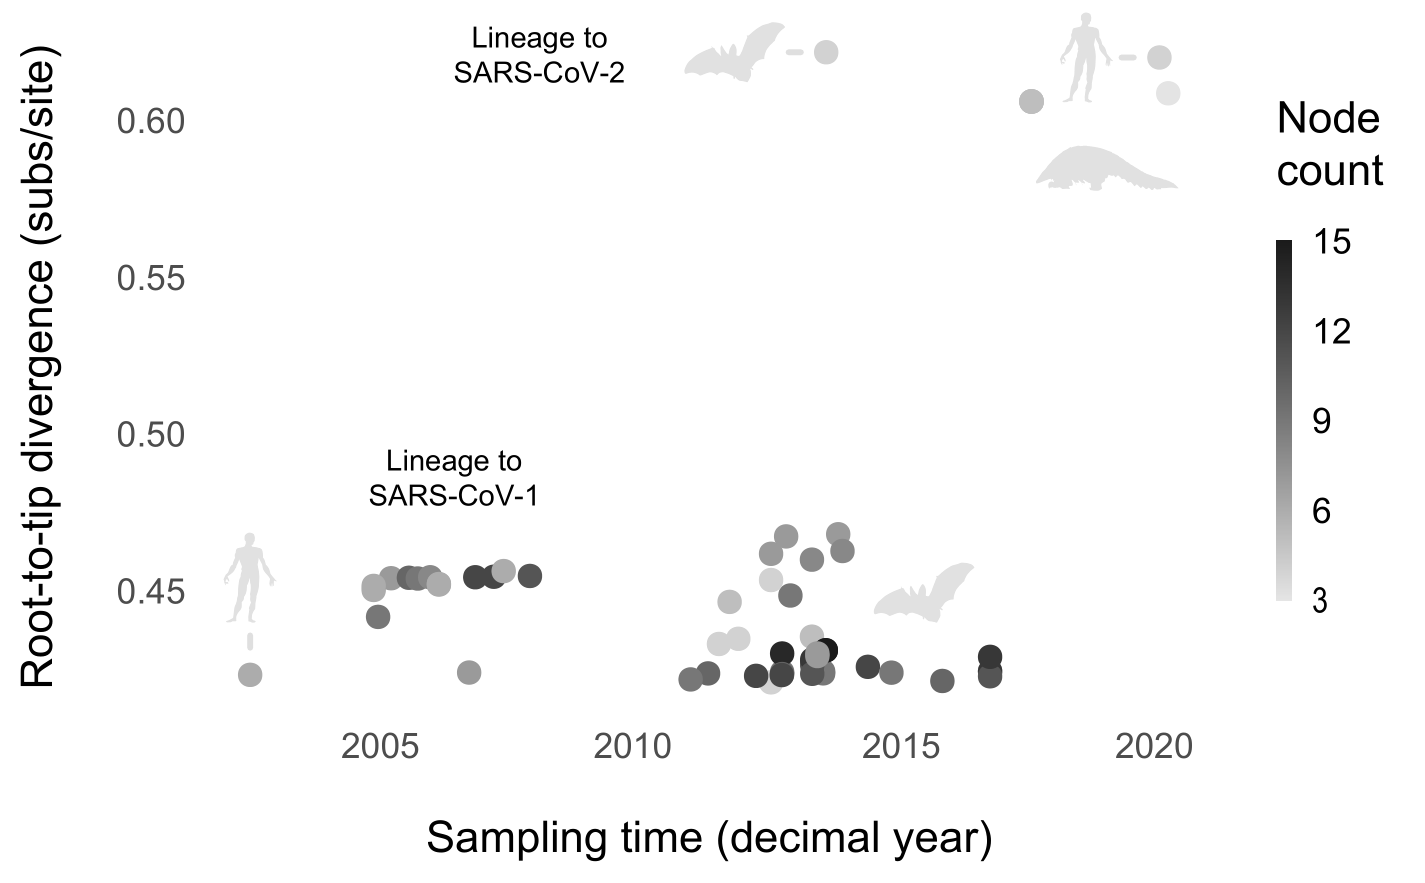 Lineage to
SARS-CoV-2
0.60
0.55
0.50
0.45
Root-to-tip divergence (subs/site)
Lineage to
SARS-CoV-1
2005
2010
2015
2020
Sampling time (decimal year)
Node
count
15
12
9
6
3